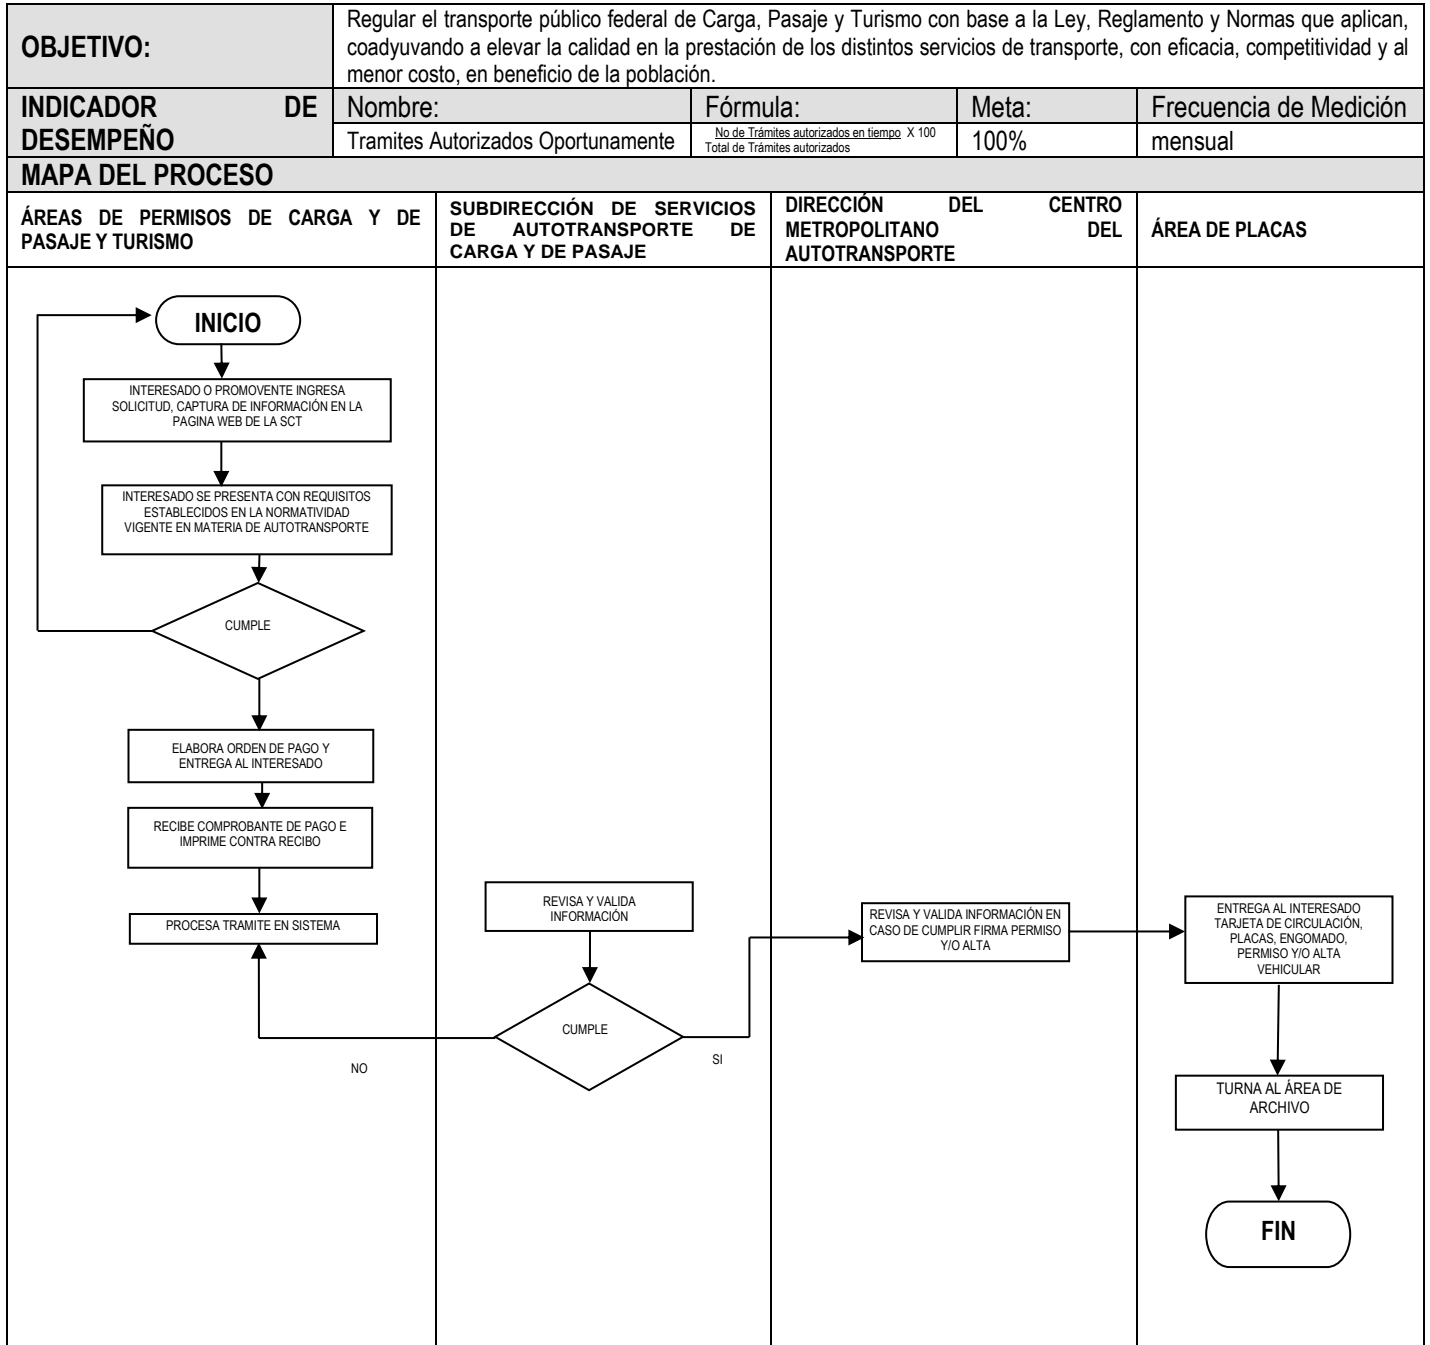 OBJETIVO:
Regular el transporte público federal de Carga, Pasaje y Turismo con base a la Ley, Reglamento y Normas que aplican,
coadyuvando a elevar la calidad en la prestación de los distintos servicios de transporte, con eficacia, competitividad y al
menor costo, en beneficio de la población.
INDICADOR DE
DESEMPEÑO
Nombre:
Fórmula:
Meta:
Frecuencia de Medición
Tramites Autorizados Oportunamente
No de Trámites autorizados en tiempo X 100
Total de Trámites autorizados
100%
mensual
MAPA DEL PROCESO
ÁREAS DE PERMISOS DE CARGA Y DE
PASAJE Y TURISMO
SUBDIRECCIÓN DE SERVICIOS
DE AUTOTRANSPORTE DE
CARGA Y DE PASAJE
DIRECCIÓN DEL CENTRO
METROPOLITANO DEL
AUTOTRANSPORTE
ÁREA DE PLACAS
INICIO
INTERESADO O PROMOVENTE INGRESA
SOLICITUD, CAPTURA DE INFORMACIÓN EN LA
PAGINA WEB DE LA SCT
INTERESADO SE PRESENTA CON REQUISITOS
ESTABLECIDOS EN LA NORMATIVIDAD
VIGENTE EN MATERIA DE AUTOTRANSPORTE
CUMPLE
ELABORA ORDEN DE PAGO Y
ENTREGA AL INTERESADO
RECIBE COMPROBANTE DE PAGO E
IMPRIME CONTRA RECIBO
PROCESA TRAMITE EN SISTEMA
REVISA Y VALIDA
INFORMACIÓN
CUMPLE
NO
SI
REVISA Y VALIDA INFORMACIÓN EN
CASO DE CUMPLIR FIRMA PERMISO
Y/O ALTA
ENTREGA AL INTERESADO
TARJETA DE CIRCULACIÓN,
PLACAS, ENGOMADO,
PERMISO Y/O ALTA
VEHICULAR
TURNA AL ÁREA DE
ARCHIVO
FIN